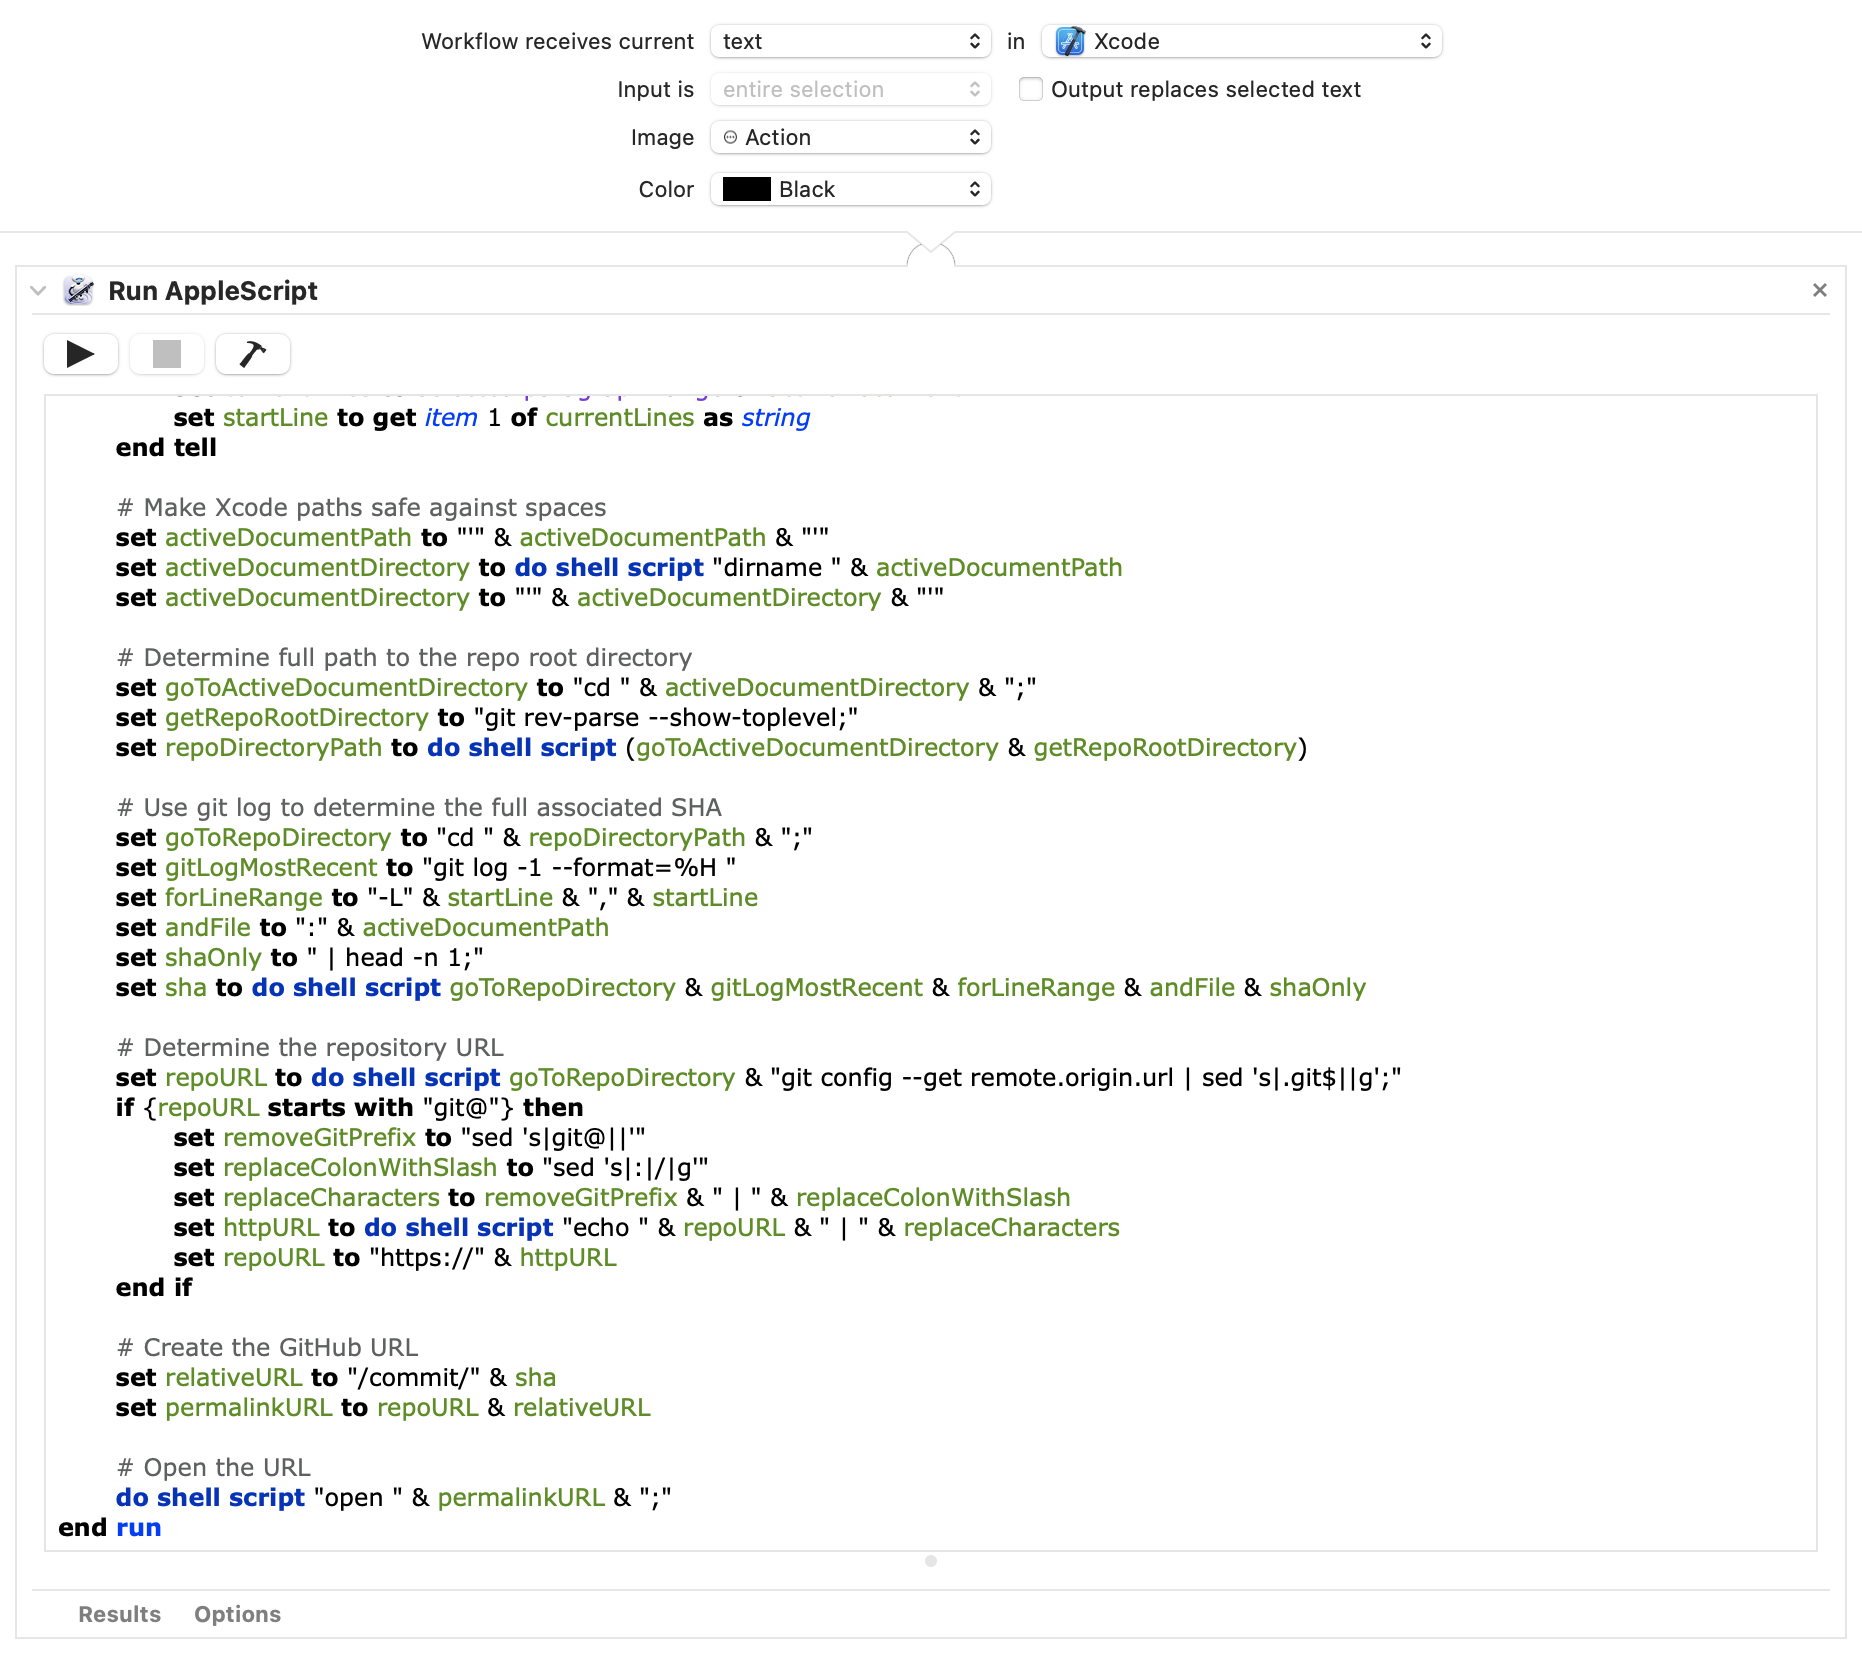 Workflow receives current text in Xcode
Input is entire selection Output replaces selected text
Image Action
Color Black
Run AppleScript
set startLine to get item 1 of currentLines as string
end tell
# Make Xcode paths safe against spaces
set activeDocumentPath to "'" & activeDocumentPath & "'"
set activeDocumentDirectory to do shell script "dirname " & activeDocumentPath
set activeDocumentDirectory to "'" & activeDocumentDirectory & "'"
# Determine full path to the repo root directory
set goToActiveDocumentDirectory to "cd " & activeDocumentDirectory & ";"
set getRepoRootDirectory to "git rev-parse --show-toplevel;"
set repoDirectoryPath to do shell script (goToActiveDocumentDirectory & getRepoRootDirectory)
# Use git log to determine the full associated SHA
set goToRepoDirectory to "cd " & repoDirectoryPath & ";"
set gitLogMostRecent to "git log -1 --format=%H "
set forLineRange to "-L" & startLine & "," & startLine
set andFile to ":" & activeDocumentPath
set shaOnly to " | head -n 1;"
set sha to do shell script goToRepoDirectory & gitLogMostRecent & forLineRange & andFile & shaOnly
# Determine the repository URL
set repoURL to do shell script goToRepoDirectory & "git config --get remote.origin.url | sed 's|.git$||g';"
if {repoURL starts with "git@"} then
set removeGitPrefix to "sed 's|git@||'"
set replaceColonWithSlash to "sed 's|:|/|g'"
set replaceCharacters to removeGitPrefix & " | " & replaceColonWithSlash
set httpURL to do shell script "echo " & repoURL & " | " & replaceCharacters
set repoURL to "https://" & httpURL
end if
# Create the GitHub URL
set relativeURL to "/commit/" & sha
set permalinkURL to repoURL & relativeURL
# Open the URL
do shell script "open " & permalinkURL & ";"
end run
Results Options